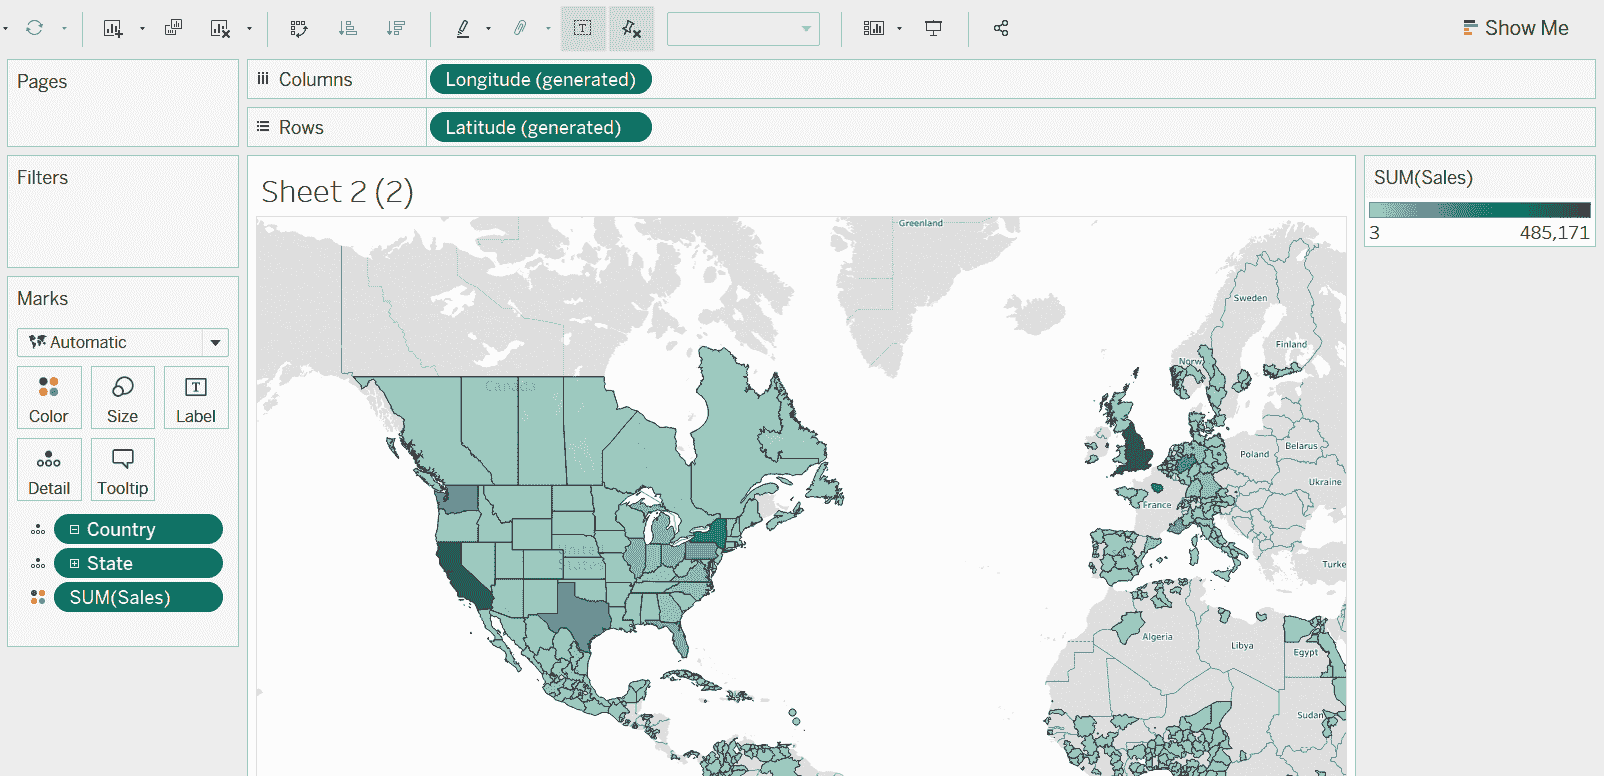 Show Me
Pages
Columns
Longitude (generated)
Rows
Latitude (generated)
Filters
Sheet 2 (2)
SUM(Sales)
3
485,171
Marks
Automatic
Color
Size
T
Label
Detail
Tooltip
Country
State
SUM(Sales)
Greenland
Sweden
Finland
Norw
Canada
Belarus
Poland
Ukraine
France
United
States
Turke
Algeria
Libya
Egypt
Sudan